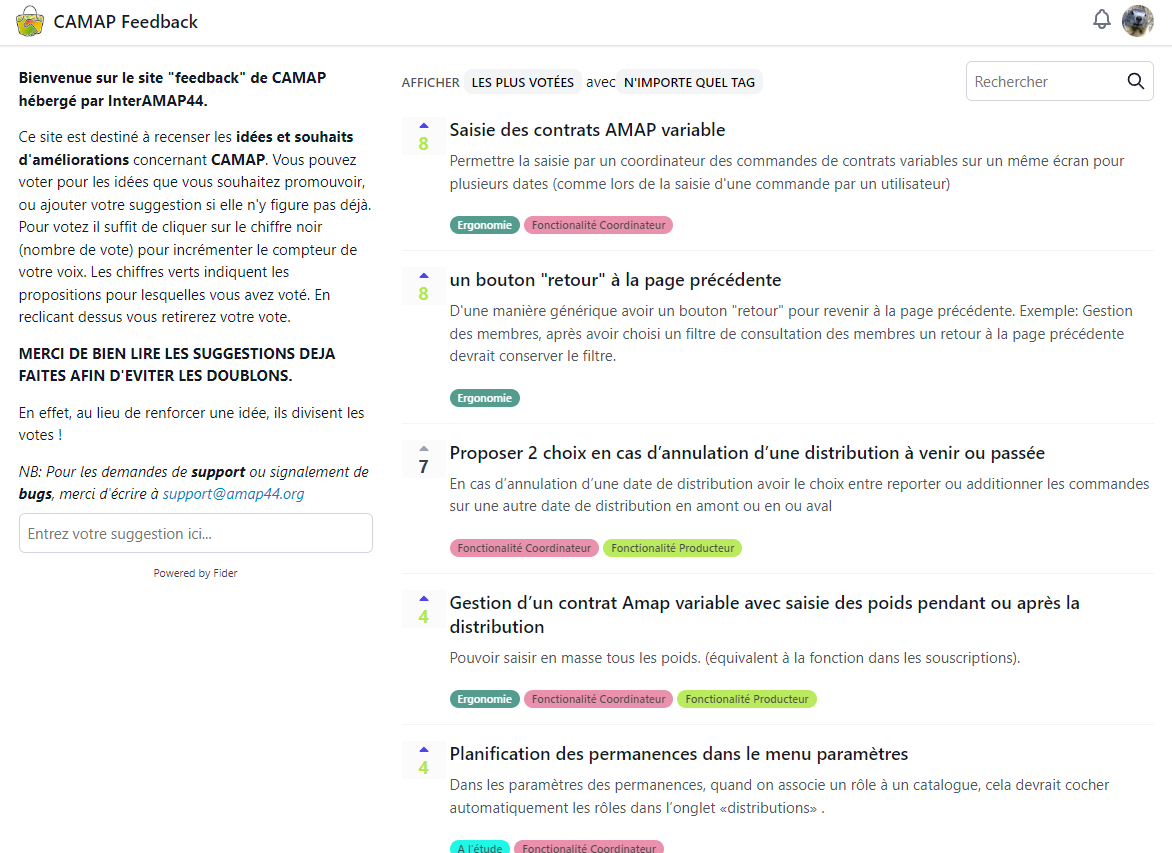 CAMAP Feedback
Bienvenue sur le site "feedback" de CAMAP
hébergé par InterAMAP44.
Ce site est destiné à recenser les idées et souhaits
d'améliorations concernant CAMAP. Vous pouvez
voter pour les idées que vous souhaitez promouvoir,
ou ajouter votre suggestion si elle n'y figure pas déjà.
Pour votez il suffit de cliquer sur le chiffre noir
(nombre de vote) pour incrémenter le compteur de
votre voix. Les chiffres verts indiquent les
propositions pour lesquelles vous avez voté. En
reclicant dessus vous retirerez votre vote.
MERCI DE BIEN LIRE LES SUGGESTIONS DEJA
FAITES AFIN D'EVITER LES DOUBLONS.
En effet, au lieu de renforcer une idée, ils divisent les
votes !
NB: Pour les demandes de support ou signalement de
bugs, merci d'écrire à support@amap44.org
Entrez votre suggestion ici...
Powered by Fider
AFFICHER LES PLUS VOTÉES avec N'IMPORTE QUEL TAG
Rechercher
8
Saisie des contrats AMAP variable
Permettre la saisie par un coordinateur des commandes de contrats variables sur un même écran pour
plusieurs dates (comme lors de la saisie d'une commande par un utilisateur)
Ergonomie Fonctionalité Coordinateur
8
un bouton "retour" à la page précédente
D'une manière générique avoir un bouton "retour" pour revenir à la page précédente. Exemple: Gestion
des membres, après avoir choisi un filtre de consultation des membres un retour à la page précédente
devrait conserver le filtre.
Ergonomie
7
Proposer 2 choix en cas d’annulation d’une distribution à venir ou passée
En cas d’annulation d’une date de distribution avoir le choix entre reporter ou additionner les commandes
sur une autre date de distribution en amont ou en ou aval
Fonctionalité Coordinateur Fonctionalité Producteur
4
Gestion d’un contrat Amap variable avec saisie des poids pendant ou après la
distribution
Pouvoir saisir en masse tous les poids. (équivalent à la fonction dans les souscriptions).
Ergonomie Fonctionalité Coordinateur Fonctionalité Producteur
4
Planification des permanences dans le menu paramètres
Dans les paramètres des permanences, quand on associe un rôle à un catalogue, cela devrait cocher
automatiquement les rôles dans l’onglet «distributions» .
A l'étude Fonctionalité Coordinateur